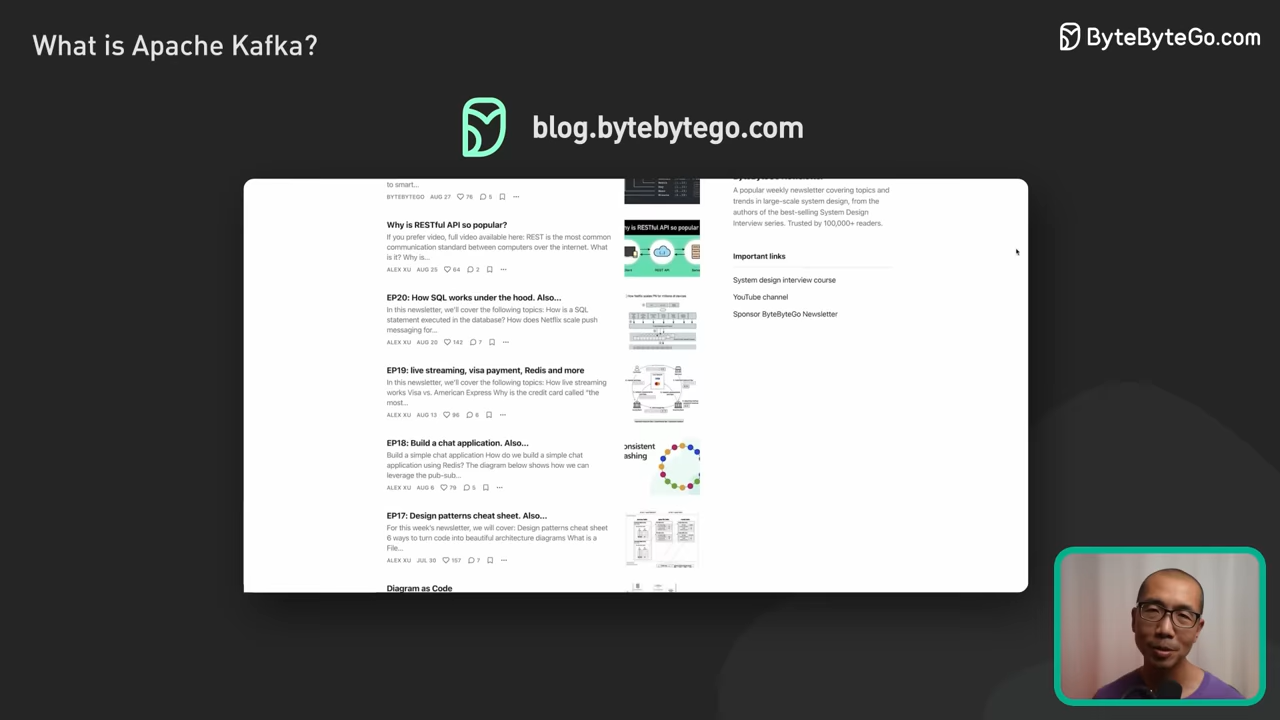 What is Apache Kafka?
ByteByteGo.com
blog.bytebytego.com
to smart...
BYTEBYTEGO AUG 27 76 5
Why is RESTful API so popular?
If you prefer video, full video available here: REST is the most common
communication standard between computers over the internet. What
is it? Why is...
ALEX XU AUG 25 64 2
y is RESTful API so popular
REST API
EP20: How SQL works under the hood. Also...
In this newsletter, we'll cover the following topics: How is a SQL
statement executed in the database? How does Netflix scale push
messaging for...
ALEX XU AUG 20 142 7
EP19: live streaming, visa payment, Redis and more
In this newsletter, we'll cover the following topics: How live streaming
works Visa vs. American Express Why is the credit card called "the
most...
ALEX XU AUG 13 96 6
EP18: Build a chat application. Also...
Build a simple chat application How do we build a simple chat
application using Redis? The diagram below shows how we can
leverage the pub-sub...
ALEX XU AUG 6 79 5
onsistent
ashing
EP17: Design patterns cheat sheet. Also...
For this week's newsletter, we will cover: Design patterns cheat sheet
6 ways to turn code into beautiful architecture diagrams What is a
File...
ALEX XU JUL 30 157 7
Diagram as Code
A popular weekly newsletter covering topics and
trends in large-scale system design, from the
authors of the best-selling System Design
Interview series. Trusted by 100,000+ readers.
Important links
System design interview course
YouTube channel
Sponsor ByteByteGo Newsletter